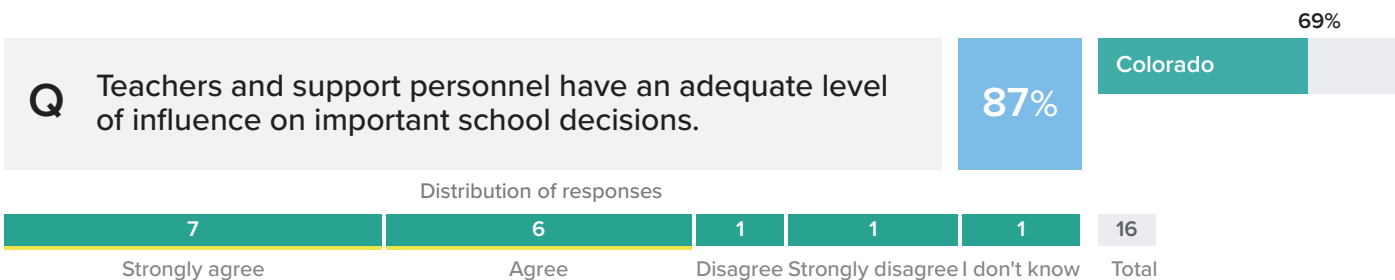 69%
Q
Teachers and support personnel have an adequate level
of influence on important school decisions.
87%
Colorado
Distribution of responses
7 6 1 1 1 16
Strongly agree Agree Disagree Strongly disagree I don't know Total